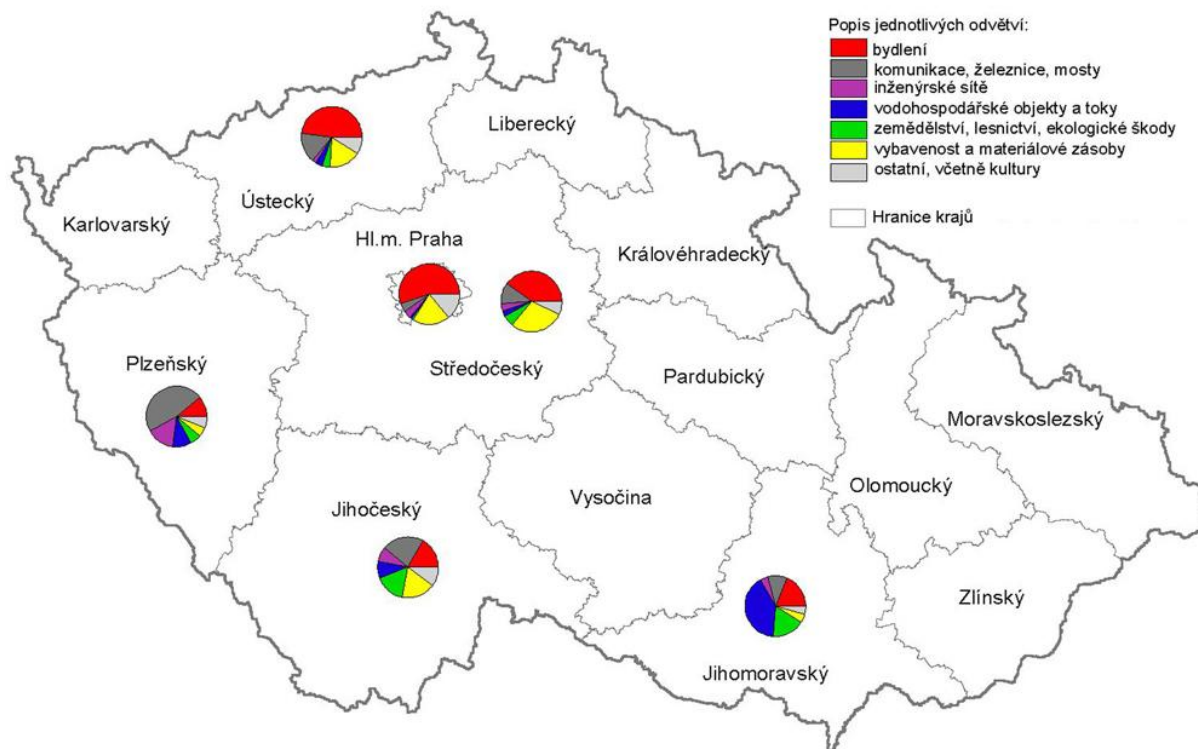 Popis jednotlivých odvětví:
bydlení
komunikace, železnice, mosty
inženýrské sítě
vodohospodářské objekty a toky
zemědělství, lesnictví, ekologické škody
vybavenost a materiálové zásoby
ostatní, včetně kultury
Hranice krajů
Liberecký
Ústecký
Karlovarský
Hl.m. Praha
Královéhradecký
Plzeňský
Středočeský
Pardubický
Moravskoslezský
Olomoucký
Vysočina
Jihočeský
Zlínský
Jihomoravský